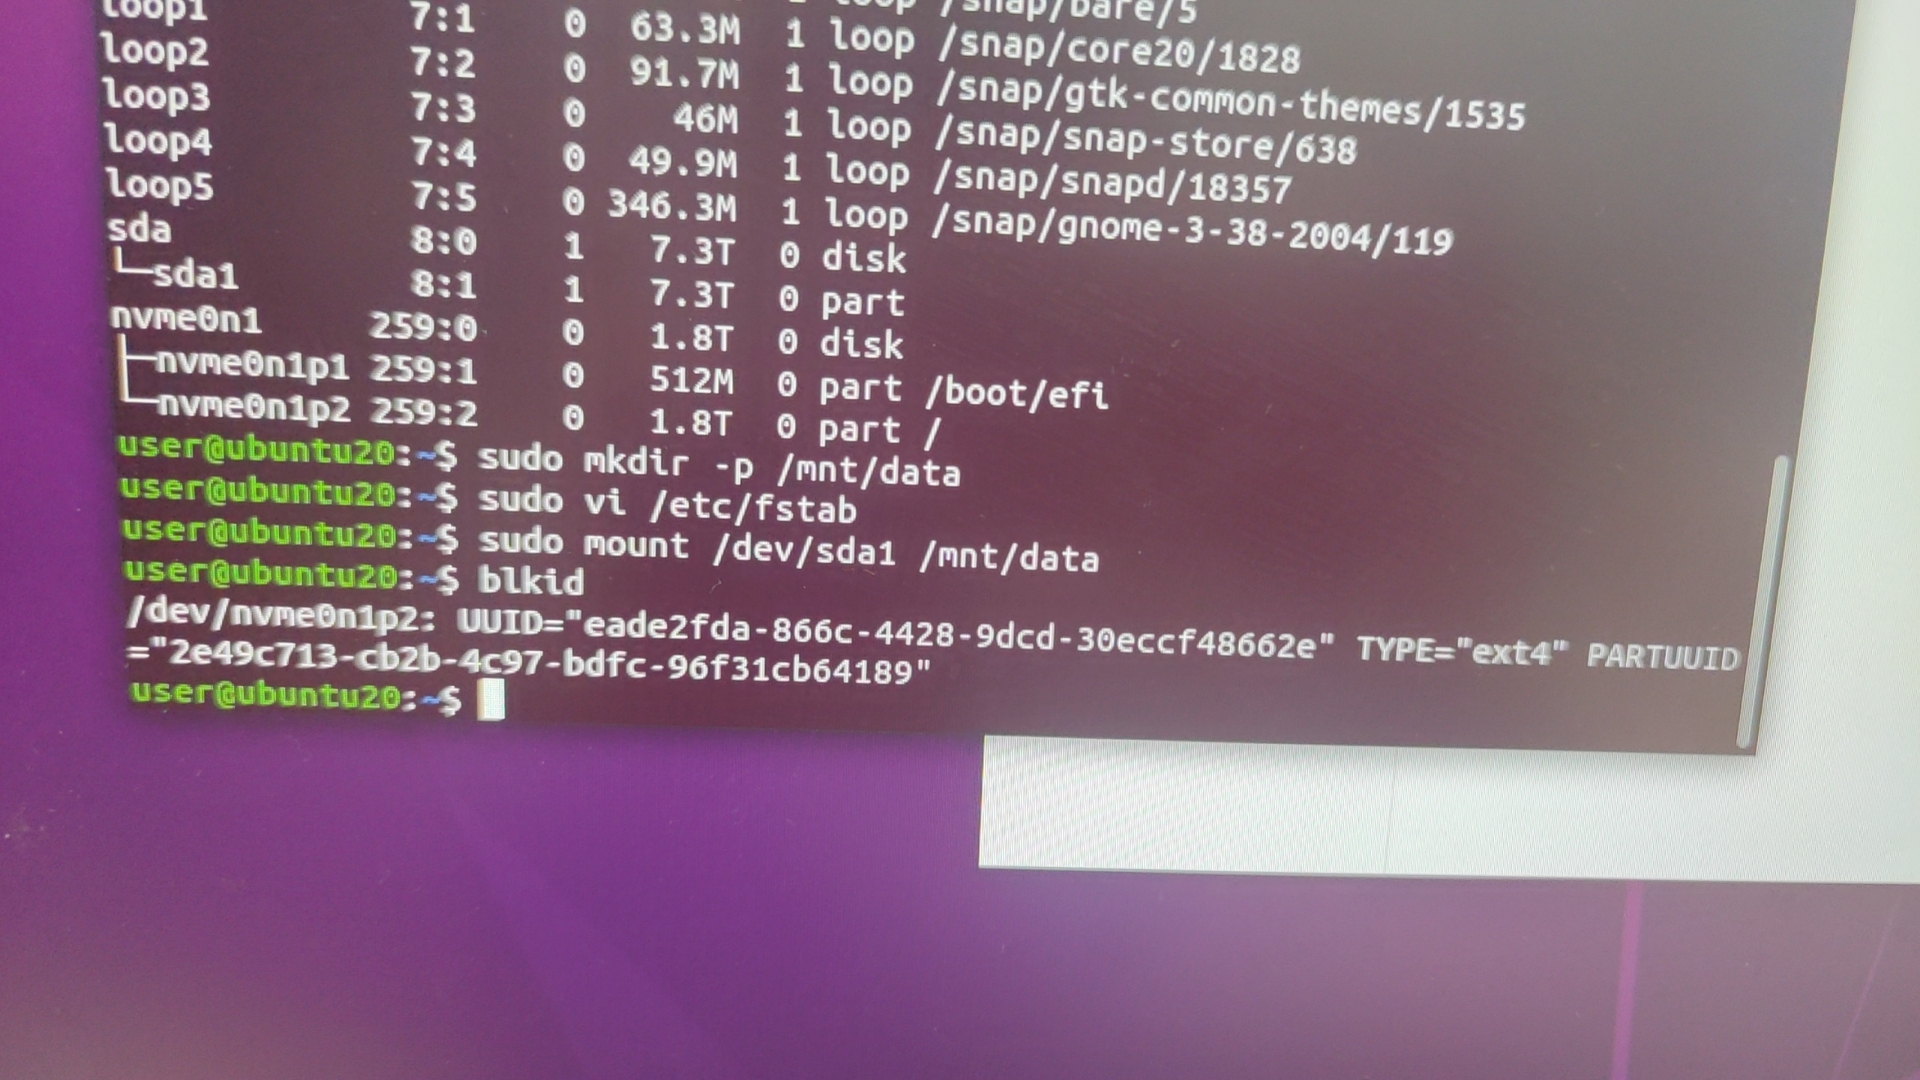 loop1 7:1 0 63.3M 1 loop /snap/core20/1828
loop2 7:2 0 91.7M 1 loop /snap/gtk-common-themes/1535
loop3 7:3 0 46M 1 loop /snap/snap-store/638
loop4 7:4 0 49.9M 1 loop /snap/snapd/18357
loop5 7:5 0 346.3M 1 loop /snap/gnome-3-38-2004/119
sda 8:0 1 7.3T 0 disk
└─sda1 8:1 1 7.3T 0 part
nvme0n1 259:0 0 1.8T 0 disk
├─nvme0n1p1 259:1 0 512M 0 part /boot/efi
└─nvme0n1p2 259:2 0 1.8T 0 part /
user@ubuntu20:~$ sudo mkdir -p /mnt/data
user@ubuntu20:~$ sudo vi /etc/fstab
user@ubuntu20:~$ sudo mount /dev/sda1 /mnt/data
user@ubuntu20:~$ blkid
/dev/nvme0n1p2: UUID="eade2fda-866c-4428-9dcd-30eccf48662e" TYPE="ext4" PARTUUID
="2e49c713-cb2b-4c97-bdfc-96f31cb64189"
user@ubuntu20:~$